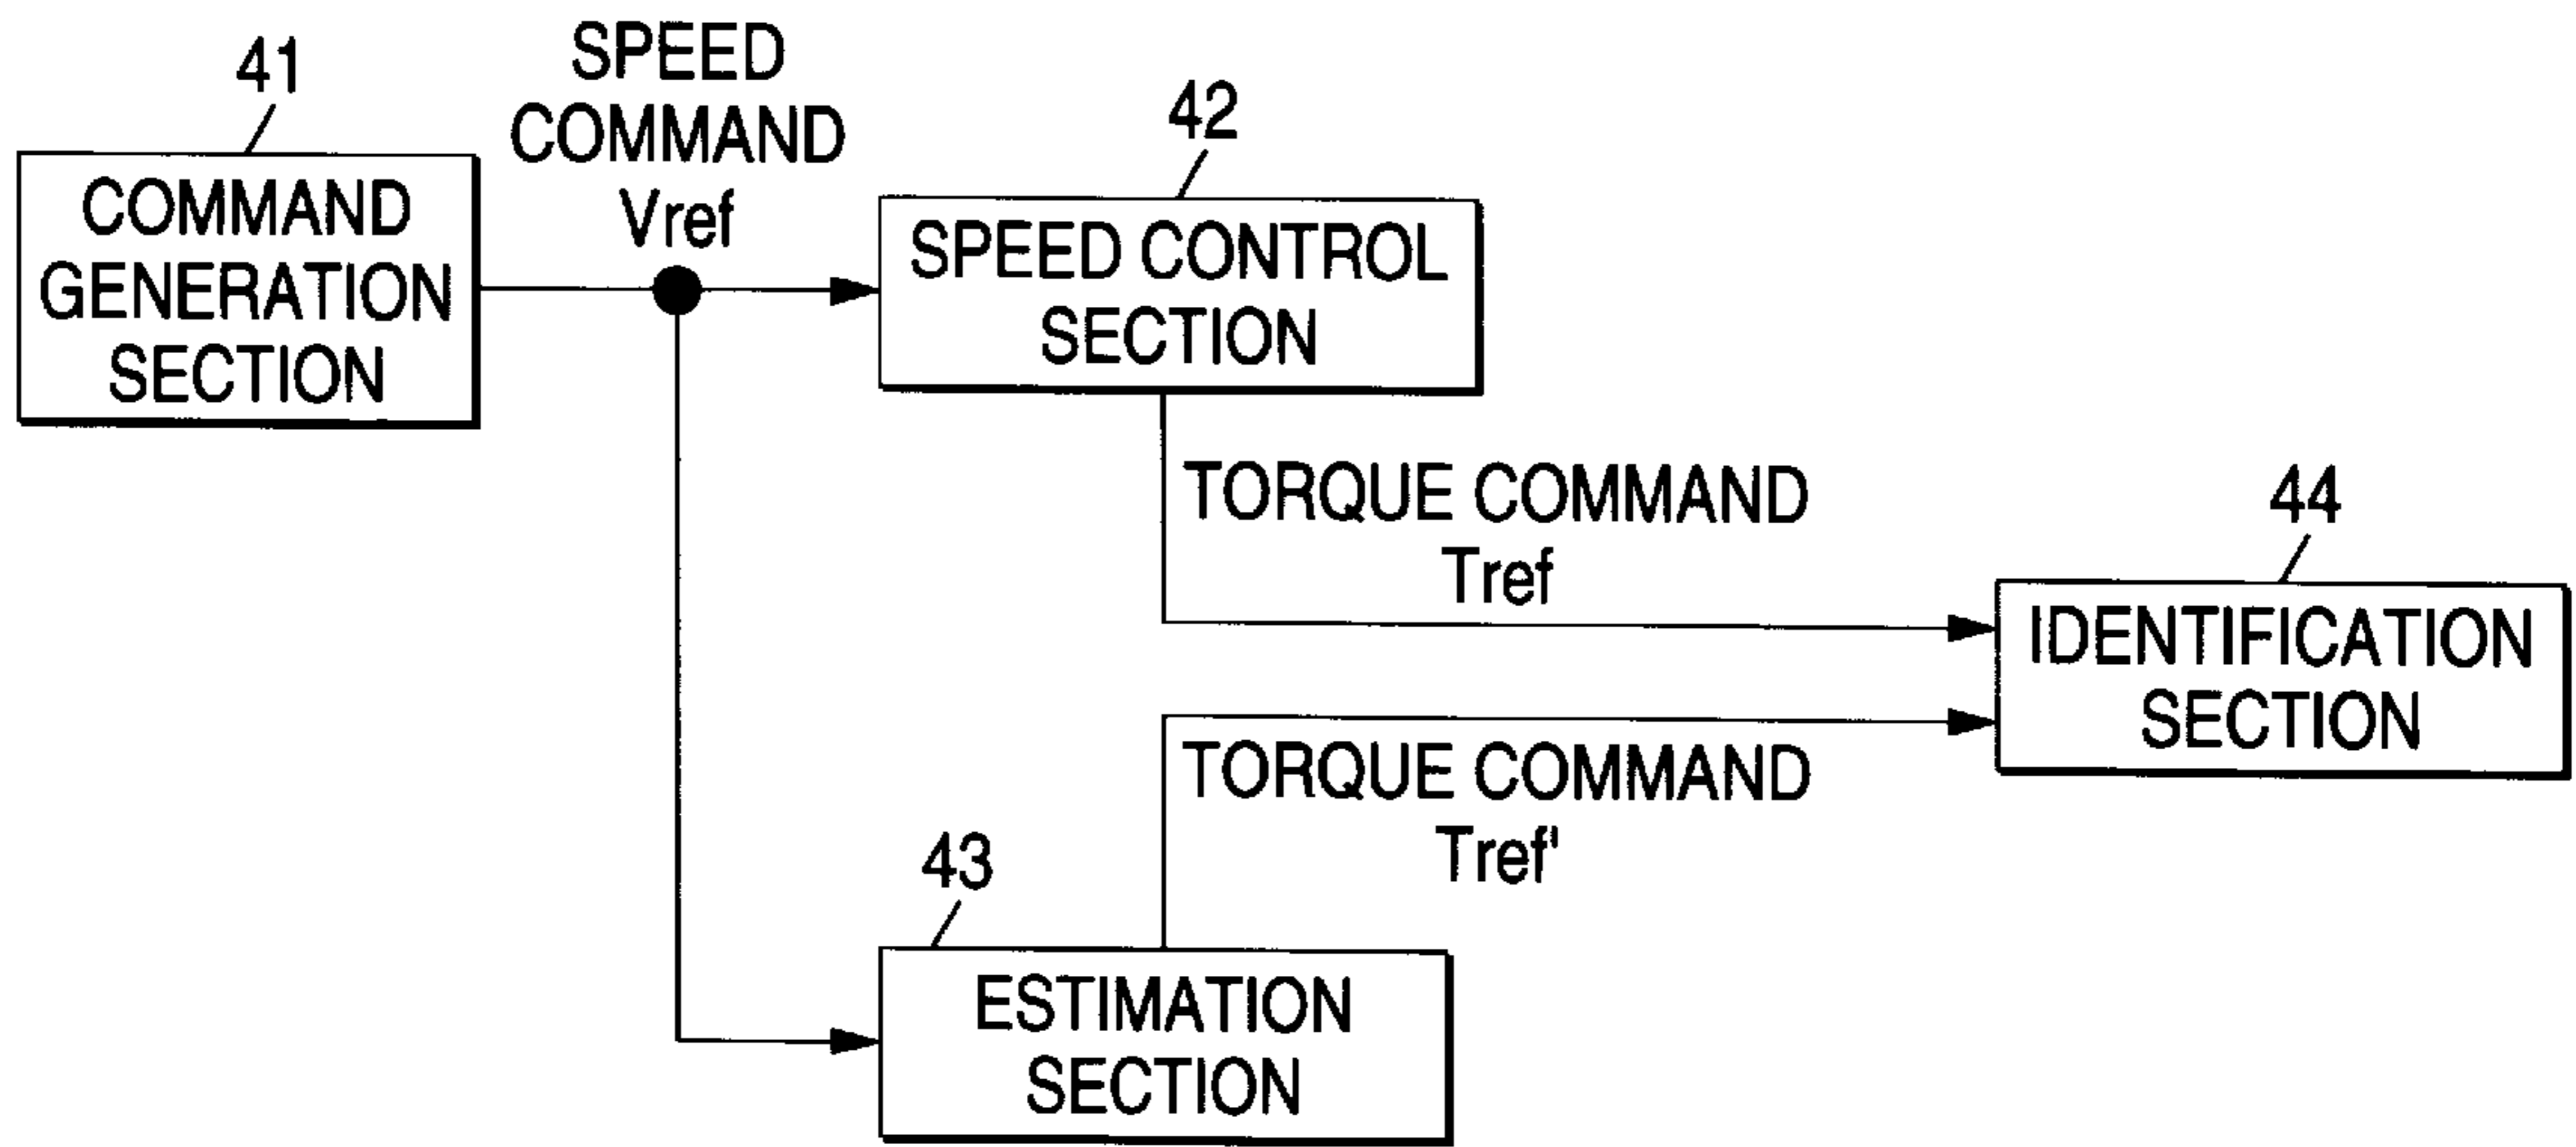 41
COMMAND
GENERATION
SECTION
SPEED
COMMAND
Vref
42
SPEED CONTROL
SECTION
TORQUE COMMAND
Tref
44
IDENTIFICATION
SECTION
TORQUE COMMAND
Tref'
43
ESTIMATION
SECTION